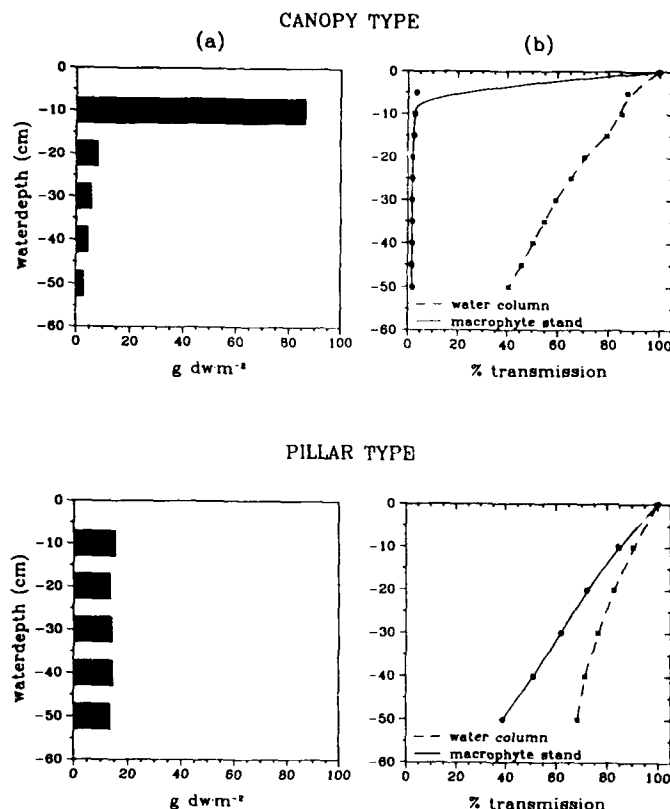 CANOPY TYPE
(a)
(b)
0
-10
-20
-30
-40
-50
-60
waterdepth (cm)
0 20 40 60 80 100
g dw·m⁻²
0
-10
-20
-30
-40
-50
-60
water column
macrophyte stand
0 20 40 60 80 100
% transmission
PILLAR TYPE
0
-10
-20
-30
-40
-50
-60
waterdepth (cm)
0 20 40 60 80 100
g dw·m⁻²
0
-10
-20
-30
-40
-50
-60
water column
macrophyte stand
0 20 40 60 80 100
% transmission